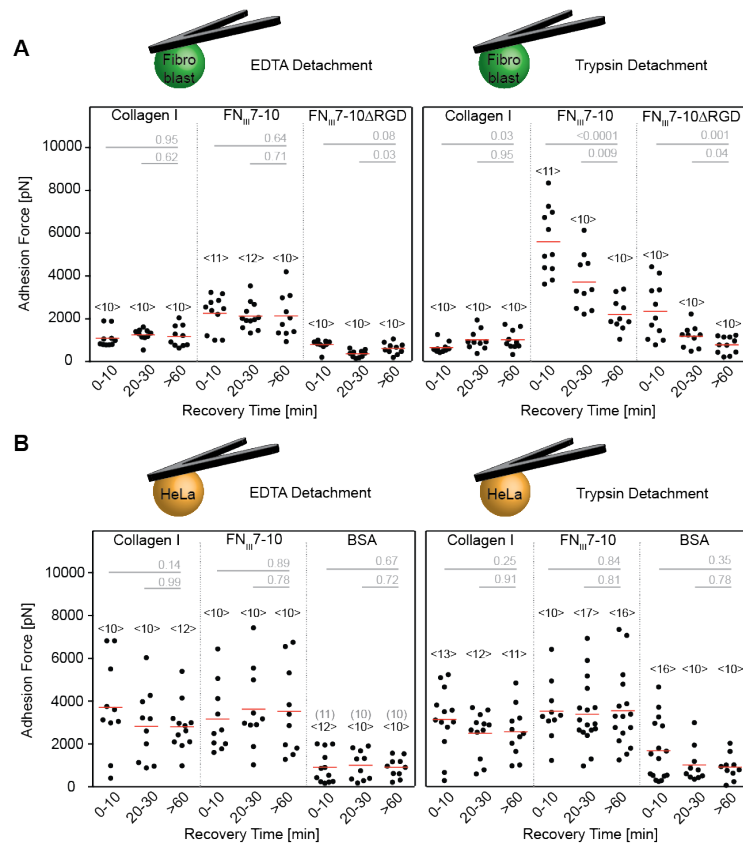 A
Fibro
blast
EDTA Detachment
Fibro
blast
Trypsin Detachment
Collagen I
FNIII7-10
FNIII7-10ΔRGD
Collagen I
FNIII7-10
FNIII7-10ΔRGD
0.95
0.64
0.08
0.03
<0.0001
0.001
0.62
0.71
0.03
0.95
0.009
0.04
10000
8000
6000
4000
2000
0
Adhesion Force [pN]
<10> <10> <10> <11> <12> <10> <10> <10> <10>
<10> <10> <10> <11> <10> <10> <10> <10> <10>
0-10 20-30 >60 0-10 20-30 >60 0-10 20-30 >60
0-10 20-30 >60 0-10 20-30 >60 0-10 20-30 >60
Recovery Time [min]
Recovery Time [min]
B
HeLa
EDTA Detachment
HeLa
Trypsin Detachment
Collagen I
FNIII7-10
BSA
Collagen I
FNIII7-10
BSA
0.14
0.89
0.67
0.25
0.84
0.35
0.99
0.78
0.72
0.91
0.81
0.78
10000
8000
6000
4000
2000
0
Adhesion Force [pN]
(11) (10) (10)
<10> <10> <12> <10> <10> <10> <12> <10> <10>
<13> <12> <11> <10> <17> <16> <16> <10> <10>
0-10 20-30 >60 0-10 20-30 >60 0-10 20-30 >60
0-10 20-30 >60 0-10 20-30 >60 0-10 20-30 >60
Recovery Time [min]
Recovery Time [min]